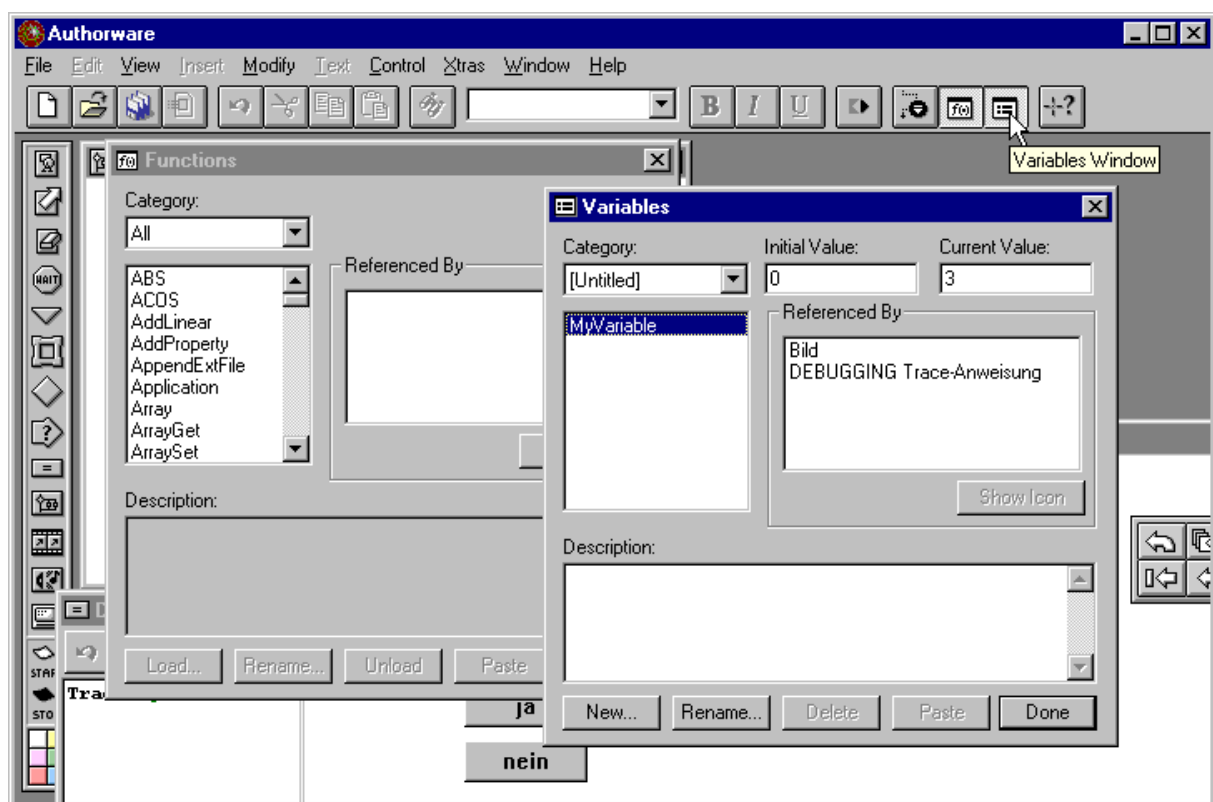 Authorware
File Edit View Insert Modify Text Control Xtras Window Help
B I U
Variables Window
WAIT
START
STO
Functions
Category:
All
ABS
ACOS
AddLinear
AddProperty
AppendExtFile
Application
Array
ArrayGet
ArraySet
Referenced By
Description:
Load... Rename... Unload Paste
Variables
Category: Initial Value: Current Value:
[Untitled] 0 3
MyVariable
Referenced By
Bild
DEBUGGING Trace-Anweisung
Show Icon
Description:
New... Rename... Delete Paste Done
Tra
ja
nein